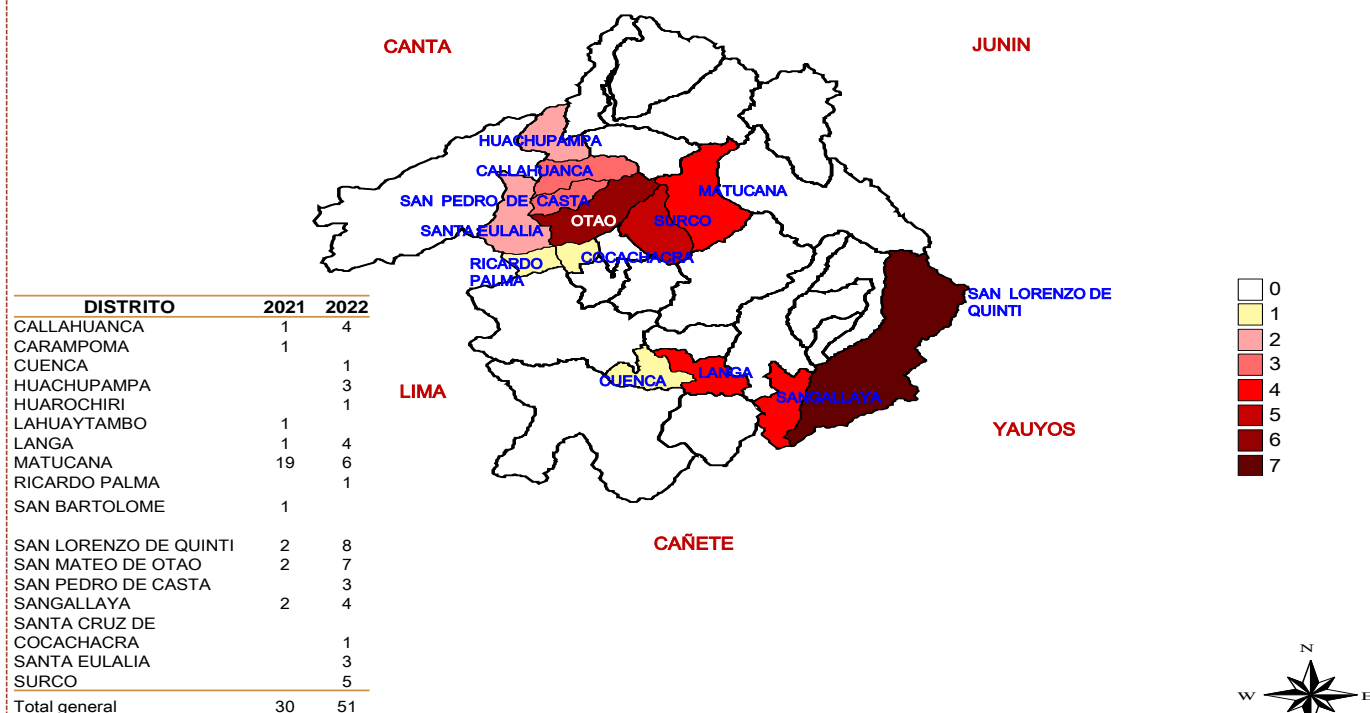 CANTA
JUNIN
HUACHUPAMPA
CALLAHUANCA
MATUCANA
SAN PEDRO DE CASTA
OTAO
SURCO
SANTA EULALIA
COCACHACRA
RICARDO
PALMA
SAN LORENZO DE
QUINTI
LIMA
CUENCA
LANGA
SANGALLAYA
YAUYOS
CAÑETE
DISTRITO 2021 2022
CALLAHUANCA 1 4
CARAMPOMA 1
CUENCA 1
HUACHUPAMPA 3
HUAROCHIRI 1
LAHUAYTAMBO 1
LANGA 1 4
MATUCANA 19 6
RICARDO PALMA 1
SAN BARTOLOME 1
SAN LORENZO DE QUINTI 2 8
SAN MATEO DE OTAO 2 7
SAN PEDRO DE CASTA 3
SANGALLAYA 2 4
SANTA CRUZ DE
COCACHACRA 1
SANTA EULALIA 3
SURCO 5
Total general 30 51
0
1
2
3
4
5
6
7
N
W E